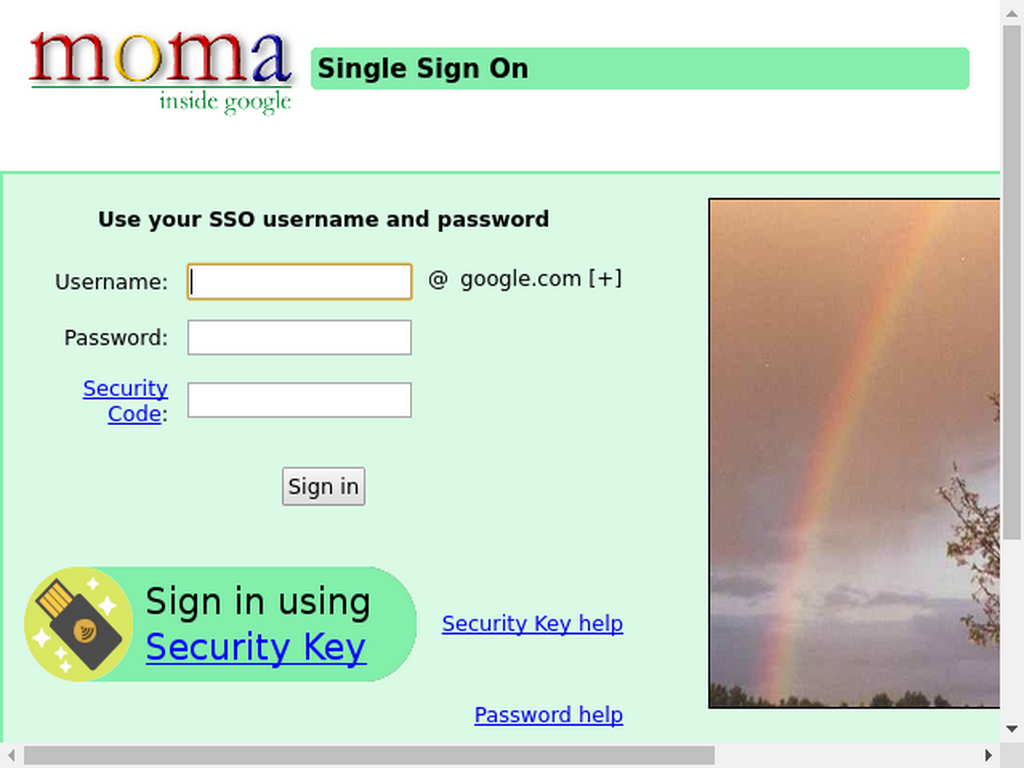 moma
inside google
Single Sign On
Use your SSO username and password
Username:
@ google.com [+]
Password:
Security
Code:
Sign in
Sign in using
Security Key
Security Key help
Password help